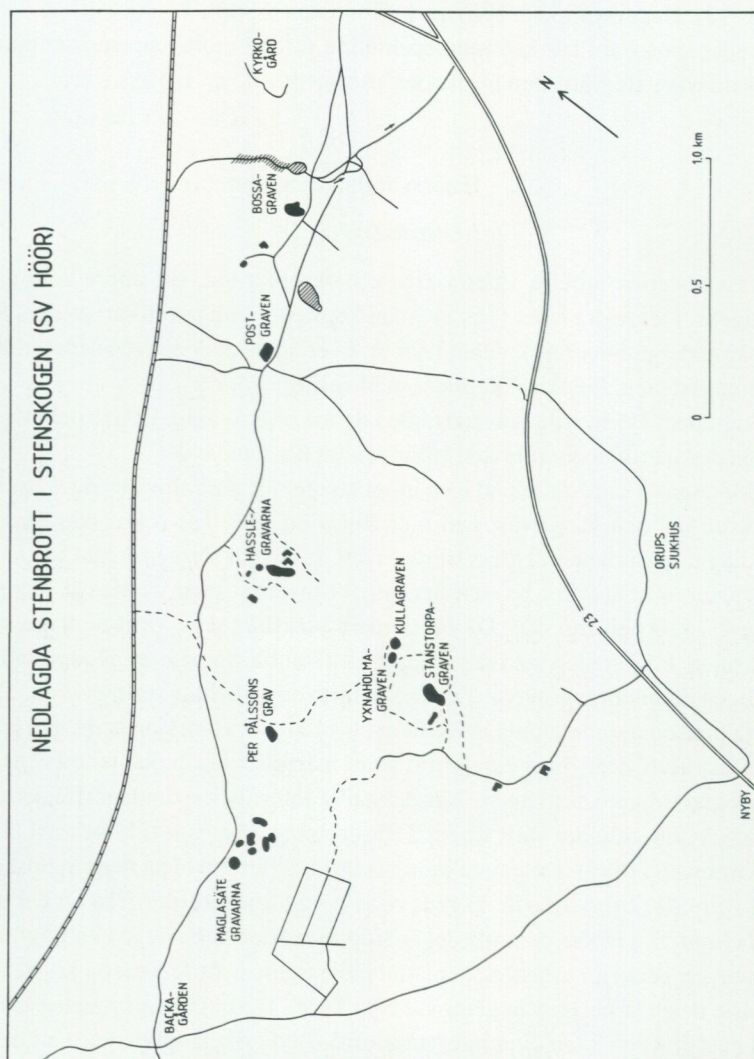 NEDLAGDA STENBROTT I STENSKOGEN (SV HÖÖR)
BACKA-
GÅRDEN
MAGLASÄTE
GRAVARNA
PER PÅLSSONS
GRAV
HASSLE-
GRAVARNA
POST-
GRAVEN
BOSSA-
GRAVEN
KYRKO-
GÅRD
YXNAHOLMA-
GRAVEN
KULLAGRAVEN
STANSTORPA-
GRAVEN
N
0
0.5
1.0 km
23
ORUPS
SJUKHUS
NYBY